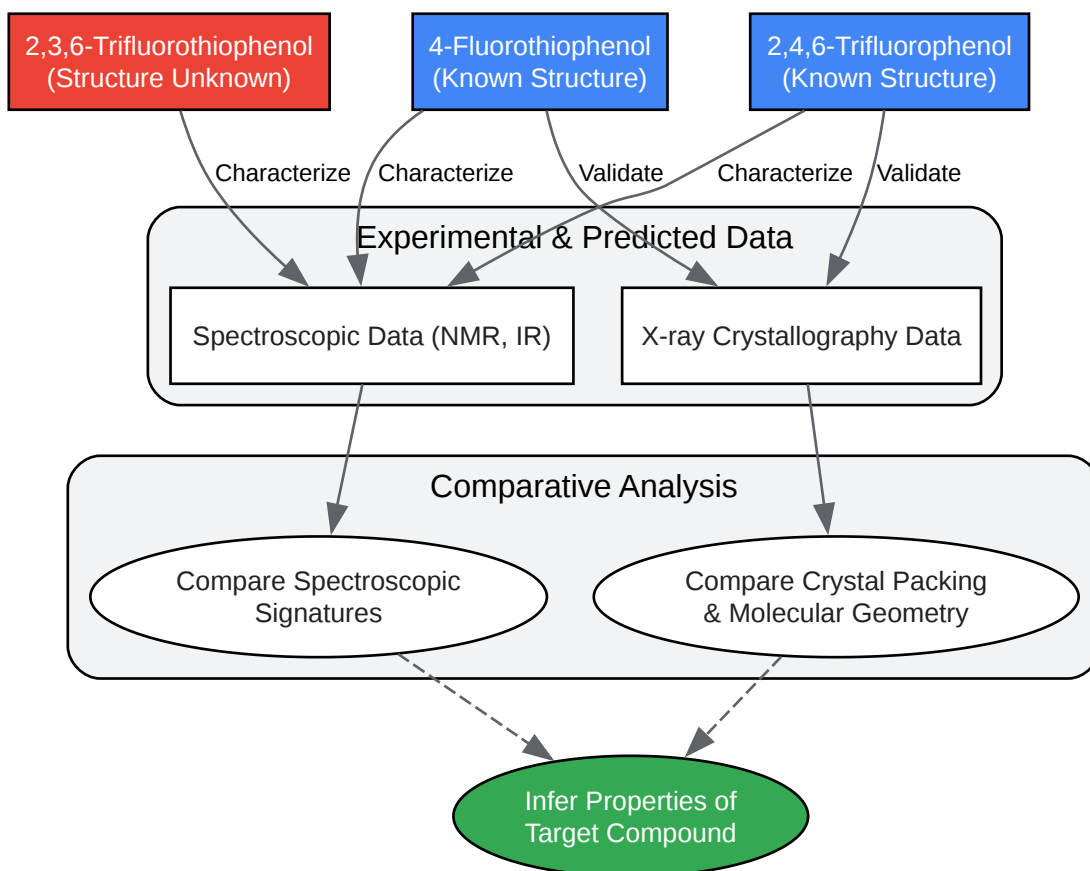 2,3,6-Trifluorothiophenol
(Structure Unknown)
4-Fluorothiophenol
(Known Structure)
2,4,6-Trifluorophenol
(Known Structure)
Characterize
Characterize
Validate
Characterize
Validate
Experimental & Predicted Data
Spectroscopic Data (NMR, IR)
X-ray Crystallography Data
Comparative Analysis
Compare Spectroscopic
Signatures
Compare Crystal Packing
& Molecular Geometry
Infer Properties of
Target Compound